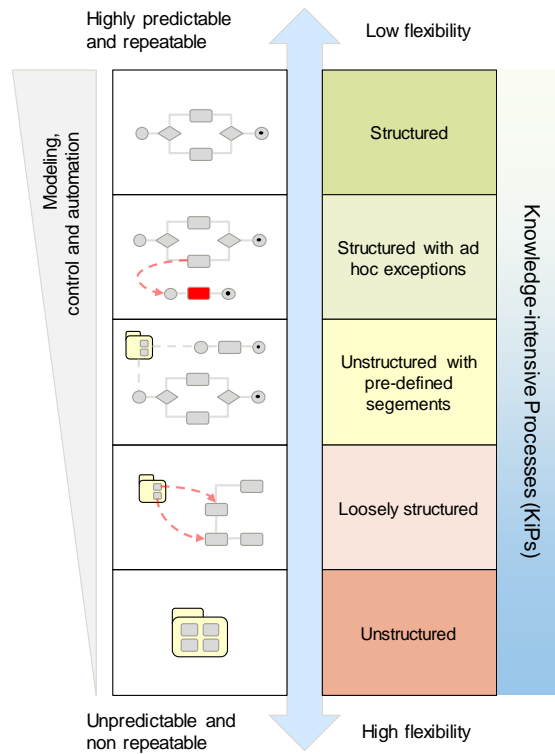 Highly predictable
and repeatable
Low flexibility
Modeling,
control and automation
Structured
Structured with ad
hoc exceptions
Unstructured with
pre-defined
segements
Loosely structured
Unstructured
Knowledge-intensive Processes (KiPs)
Unpredictable and
non repeatable
High flexibility